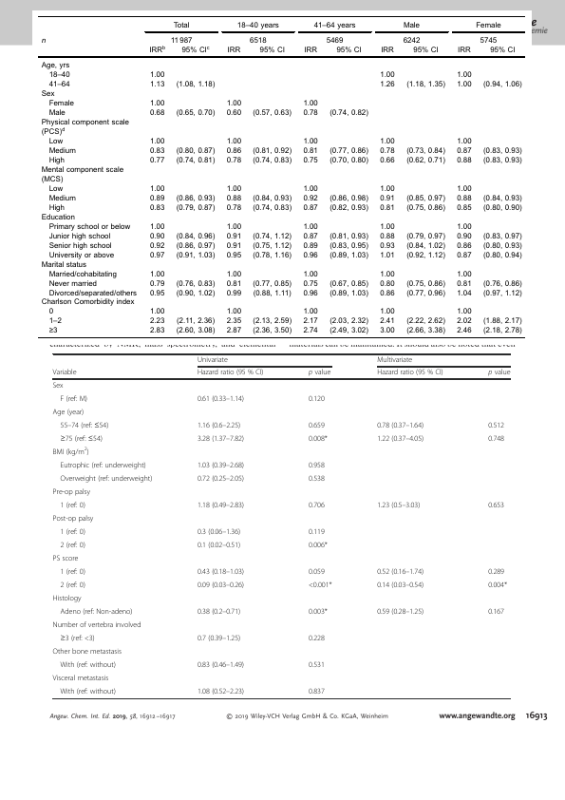 e
emie
Total 18–40 years 41–64 years Male Female
n 11 987 6518 5469 6242 5745
IRRb 95% CIc IRR 95% CI IRR 95% CI IRR 95% CI IRR 95% CI
Age, yrs
18–40 1.00 1.00 1.00
41–64 1.13 (1.08, 1.18) 1.26 (1.18, 1.35) 1.00 (0.94, 1.06)
Sex
Female 1.00 1.00 1.00
Male 0.68 (0.65, 0.70) 0.60 (0.57, 0.63) 0.78 (0.74, 0.82)
Physical component scale
(PCS)d
Low 1.00 1.00 1.00 1.00 1.00
Medium 0.83 (0.80, 0.87) 0.86 (0.81, 0.92) 0.81 (0.77, 0.86) 0.78 (0.73, 0.84) 0.87 (0.83, 0.93)
High 0.77 (0.74, 0.81) 0.78 (0.74, 0.83) 0.75 (0.70, 0.80) 0.66 (0.62, 0.71) 0.88 (0.83, 0.93)
Mental component scale
(MCS)
Low 1.00 1.00 1.00 1.00 1.00
Medium 0.89 (0.86, 0.93) 0.88 (0.84, 0.93) 0.92 (0.86, 0.98) 0.91 (0.85, 0.97) 0.88 (0.84, 0.93)
High 0.83 (0.79, 0.87) 0.78 (0.74, 0.83) 0.87 (0.82, 0.93) 0.81 (0.75, 0.86) 0.85 (0.80, 0.90)
Education
Primary school or below 1.00 1.00 1.00 1.00 1.00
Junior high school 0.90 (0.84, 0.96) 0.91 (0.74, 1.12) 0.87 (0.81, 0.93) 0.88 (0.79, 0.97) 0.90 (0.83, 0.97)
Senior high school 0.92 (0.86, 0.97) 0.91 (0.75, 1.12) 0.89 (0.83, 0.95) 0.93 (0.84, 1.02) 0.86 (0.80, 0.93)
University or above 0.97 (0.91, 1.03) 0.95 (0.78, 1.16) 0.96 (0.89, 1.03) 1.01 (0.92, 1.12) 0.87 (0.80, 0.94)
Marital status
Married/cohabitating 1.00 1.00 1.00 1.00 1.00
Never married 0.79 (0.76, 0.83) 0.81 (0.77, 0.85) 0.75 (0.67, 0.85) 0.80 (0.75, 0.86) 0.81 (0.76, 0.86)
Divorced/separated/others 0.95 (0.90, 1.02) 0.99 (0.88, 1.11) 0.96 (0.89, 1.03) 0.86 (0.77, 0.96) 1.04 (0.97, 1.12)
Charlson Comorbidity index
0 1.00 1.00 1.00 1.00 1.00
1–2 2.23 (2.11, 2.36) 2.35 (2.13, 2.59) 2.17 (2.03, 2.32) 2.41 (2.22, 2.62) 2.02 (1.88, 2.17)
≥3 2.83 (2.60, 3.08) 2.87 (2.36, 3.50) 2.74 (2.49, 3.02) 3.00 (2.66, 3.38) 2.46 (2.18, 2.78)
Univariate Multivariate
Variable Hazard ratio (95 % CI) p value Hazard ratio (95 % CI) p value
Sex
F (ref: M) 0.61 (0.33–1.14) 0.120
Age (year)
55–74 (ref: ≤54) 1.16 (0.6–2.25) 0.659 0.78 (0.37–1.64) 0.512
≥75 (ref: ≤54) 3.28 (1.37–7.82) 0.008* 1.22 (0.37–4.05) 0.748
BMI (kg/m2)
Eutrophic (ref: underweight) 1.03 (0.39–2.68) 0.958
Overweight (ref: underweight) 0.72 (0.25–2.05) 0.538
Pre-op palsy
1 (ref: 0) 1.18 (0.49–2.83) 0.706 1.23 (0.5–3.03) 0.653
Post-op palsy
1 (ref: 0) 0.3 (0.06–1.36) 0.119
2 (ref: 0) 0.1 (0.02–0.51) 0.006*
PS score
1 (ref: 0) 0.43 (0.18–1.03) 0.059 0.52 (0.16–1.74) 0.289
2 (ref: 0) 0.09 (0.03–0.26) <0.001* 0.14 (0.03–0.54) 0.004*
Histology
Adeno (ref: Non-adeno) 0.38 (0.2–0.71) 0.003* 0.59 (0.28–1.25) 0.167
Number of vertebra involved
≥3 (ref: <3) 0.7 (0.39–1.25) 0.228
Other bone metastasis
With (ref: without) 0.83 (0.46–1.49) 0.531
Visceral metastasis
With (ref: without) 1.08 (0.52–2.23) 0.837
Angew. Chem. Int. Ed. 2019, 58, 16912–16917 © 2019 Wiley-VCH Verlag GmbH & Co. KGaA, Weinheim www.angewandte.org 16913